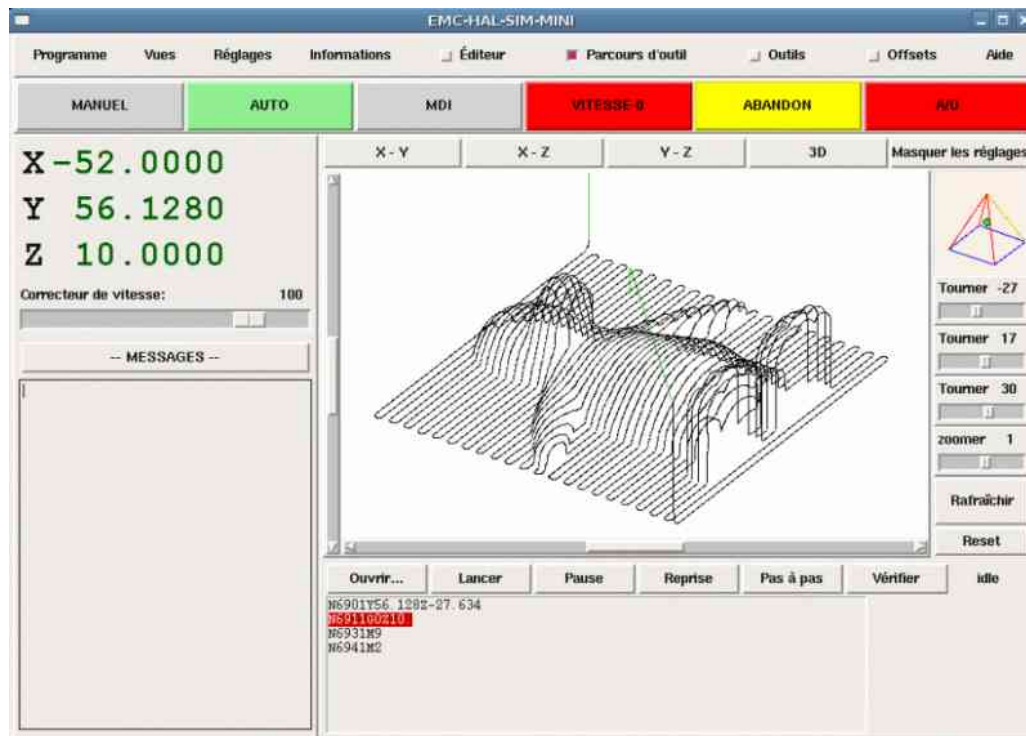 EMC-HAL-SIM-MINI
Programme Vues Réglages Informations Éditeur Parcours d'outil Outils Offsets Aide
MANUEL AUTO MDI VITESSE-0 ABANDON A/U
X-52.0000
Y 56.1280
Z 10.0000
Correcteur de vitesse: 100
-- MESSAGES --
X - Y X - Z Y - Z 3D Masquer les réglages
Tourner -27
Tourner 17
Tourner 30
zoomer 1
Rafraîchir
Reset
Ouvrir... Lancer Pause Reprise Pas à pas Vérifier idle
N6901Y56.128Z-27.634
N6911G0Z10.
N6931M9
N6941M2